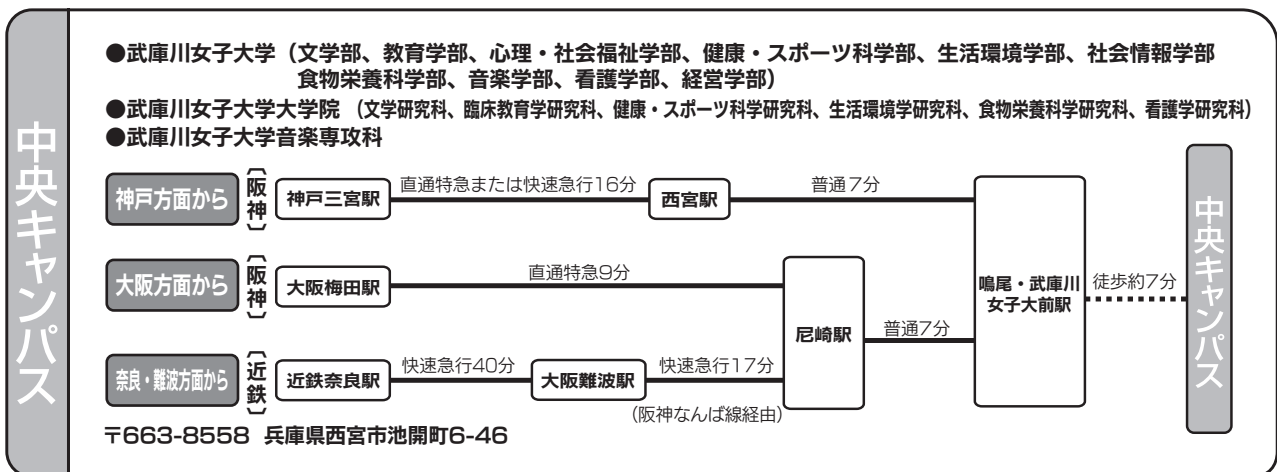 中央キャンパス
●武庫川女子大学（文学部、教育学部、心理・社会福祉学部、健康・スポーツ科学部、生活環境学部、社会情報学部
食物栄養科学部、音楽学部、看護学部、経営学部）
●武庫川女子大学大学院（文学研究科、臨床教育学研究科、健康・スポーツ科学研究科、生活環境学研究科、食物栄養科学研究科、看護学研究科）
●武庫川女子大学音楽専攻科
神戸方面から
〔阪神〕
神戸三宮駅
直通特急または快速急行16分
西宮駅
普通7分
大阪方面から
〔阪神〕
大阪梅田駅
直通特急9分
奈良・難波方面から
〔近鉄〕
近鉄奈良駅
快速急行40分
大阪難波駅
快速急行17分
（阪神なんば線経由）
尼崎駅
普通7分
鳴尾・武庫川
女子大前駅
徒歩約7分
中央キャンパス
〒663-8558 兵庫県西宮市池開町6-46